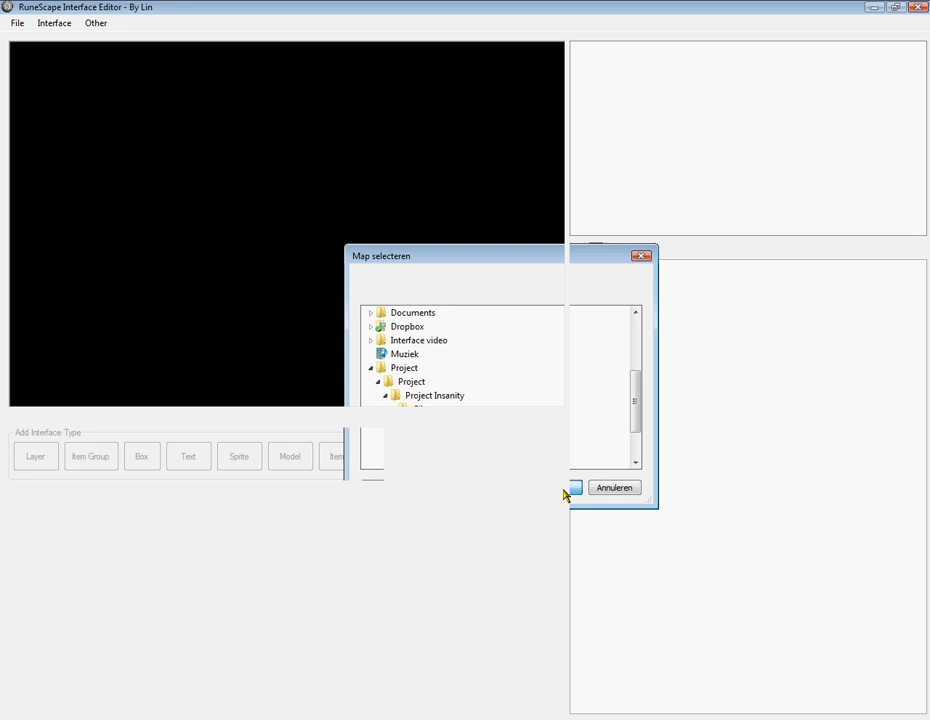 RuneScape Interface Editor - By Lin
File Interface Other
Map selecteren
Documents
Dropbox
Interface video
Muziek
Project
Project
Project Insanity
Add Interface Type
Layer Item Group Box Text Sprite Model Item
Annuleren